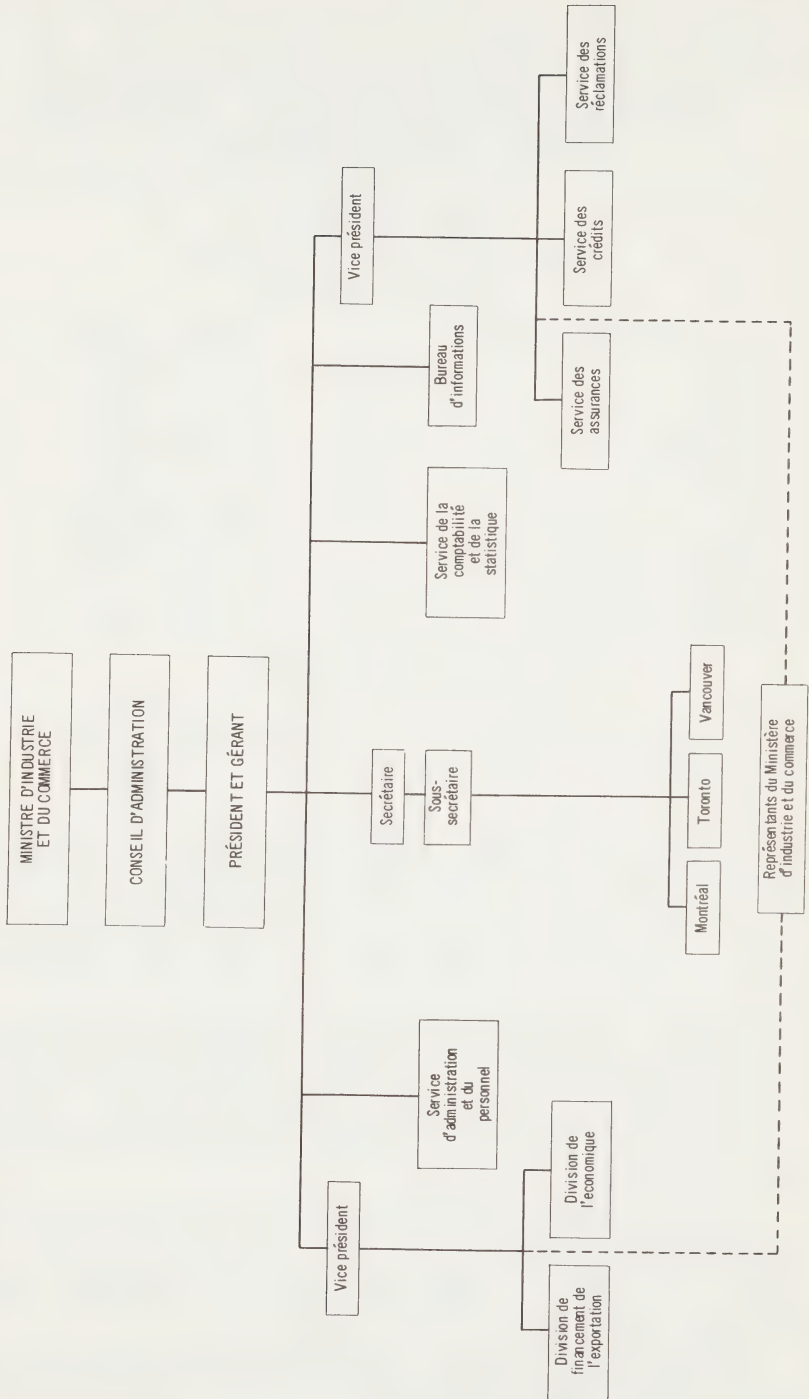 MINISTRE D'INDUSTRIE
ET DU COMMERCE
CONSEIL D'ADMINISTRATION
PRÉSIDENT ET GÉRANT
Vice président
Service
d'administration
et du
personnel
Secrétaire
Sous-
secrétaire
Service de la
comptabilité
et de la
statistique
Bureau
d'informations
Vice président
Division de
financement de
l'exportation
Division de
l'economique
Montréal
Toronto
Vancouver
Service des
assurances
Service des
crédits
Service des
réclamations
Représentants du Ministère
d'industrie et du commerce